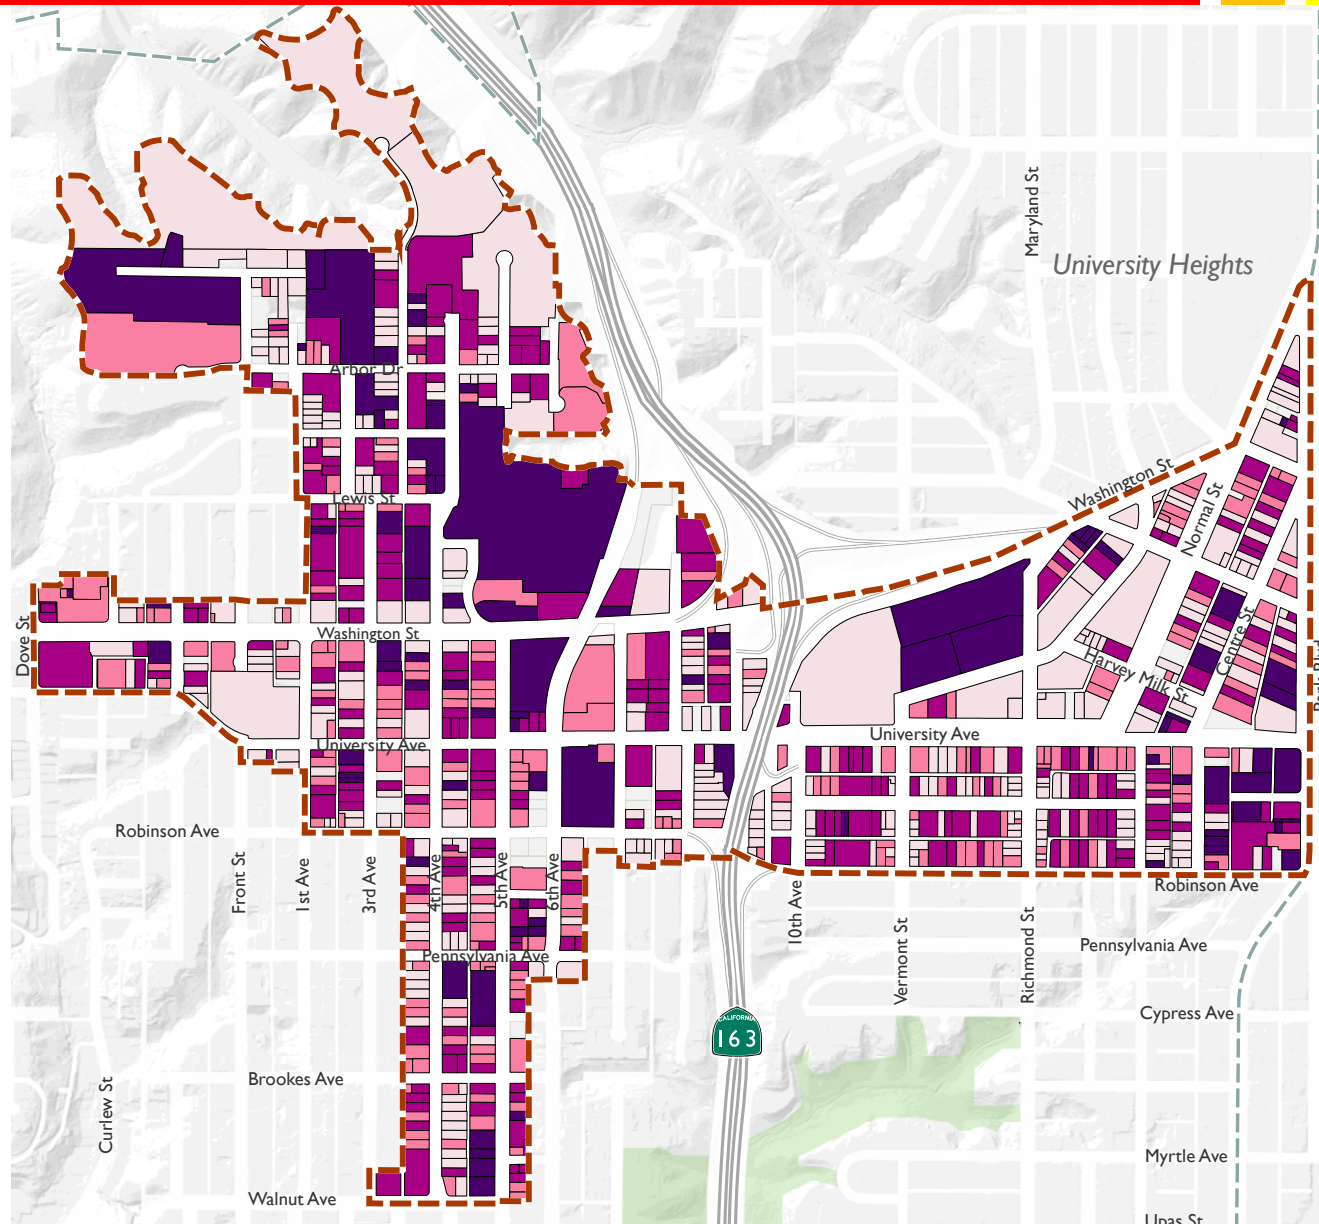 Maryland St
University Heights
Arbor Dr
Washington St
Lewis St
Normal St
Dove St
Washington St
Centre St
Harvey Milk St
University Ave
University Ave
Robinson Ave
Front St
1st Ave
3rd Ave
4th Ave
5th Ave
6th Ave
10th Ave
Robinson Ave
Vermont St
Richmond St
Pennsylvania Ave
Pennsylvania Ave
Cypress Ave
CALIFORNIA
163
Brookes Ave
Curlew St
Myrtle Ave
Walnut Ave
Upas St